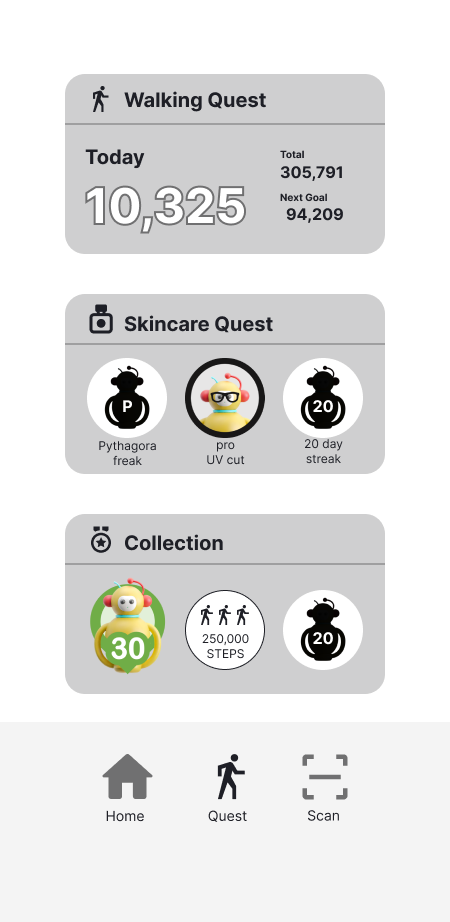 Walking Quest
Today
10,325
Total
305,791
Next Goal
94,209
Skincare Quest
P
20
Pythagora
freak
pro
UV cut
20 day
streak
Collection
30
250,000
STEPS
20
Home
Quest
Scan